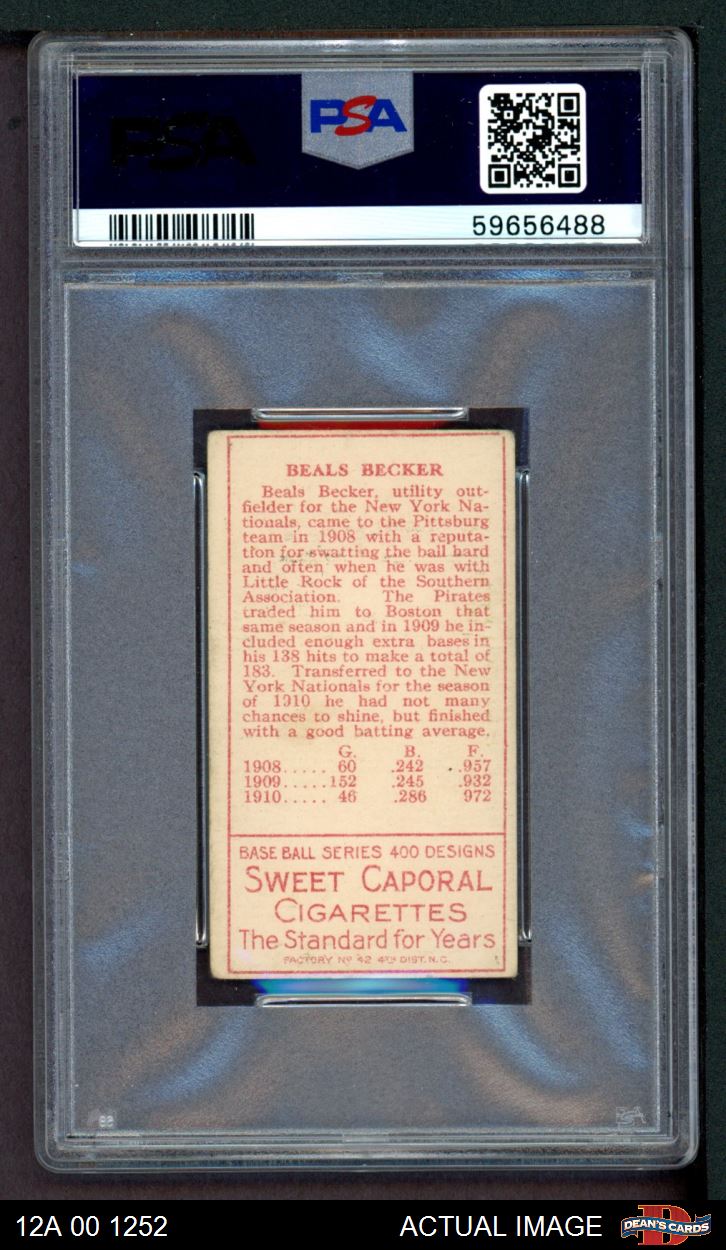 PSA
PSA
59656488
BEALS BECKER
Beals Becker, utility out-
fielder for the New York Na-
tionals, came to the Pittsburg
team in 1908 with a reputa-
tion for swatting the ball hard
and often when he was with
Little Rock of the Southern
Association. The Pirates
traded him to Boston that
same season and in 1909 he in-
cluded enough extra bases in
his 138 hits to make a total of
183. Transferred to the New
York Nationals for the season
of 1910 he had not many
chances to shine, but finished
with a good batting average.
G. B. F.
1908..... 60 .242 .957
1909.....152 .245 .932
1910..... 46 .286 972
BASE BALL SERIES 400 DESIGNS
SWEET CAPORAL
CIGARETTES
The Standard for Years
FACTORY Nº 42 4TH DIST. N.C.
PSA
12A 00 1252
ACTUAL IMAGE
DEAN'S CARDS